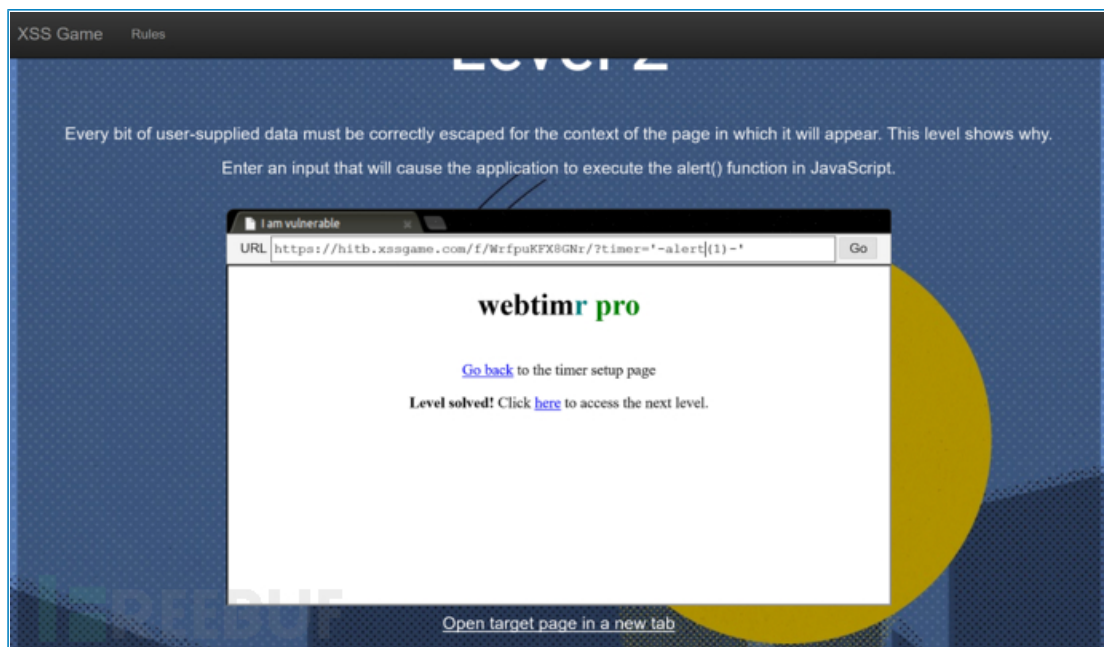 XSS Game Rules
Level 2
Every bit of user-supplied data must be correctly escaped for the context of the page in which it will appear. This level shows why.
Enter an input that will cause the application to execute the alert() function in JavaScript.
I am vulnerable
URL https://hitb.xssgame.com/f/WrfpuKFX8GNr/?timer='-alert(1)-' Go
webtimr pro
Go back to the timer setup page
Level solved! Click here to access the next level.
REEBUF
Open target page in a new tab